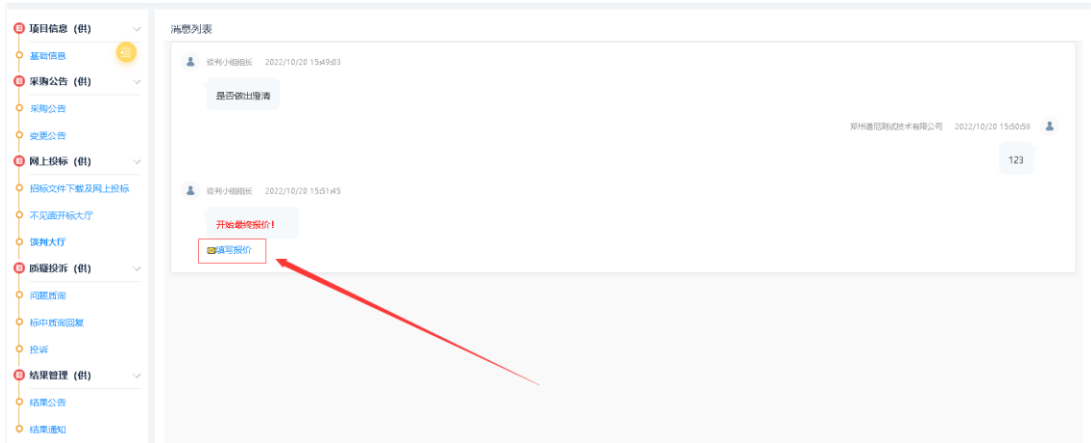 项目信息（供）
基础信息
采购公告（供）
采购公告
变更公告
网上投标（供）
招标文件下载及网上投标
不见面开标大厅
谈判大厅
质疑投诉（供）
问题质询
标中质询回复
投诉
结果管理（供）
结果公告
结果通知
消息列表
谈判小组组长 2022/10/20 15:49:03
是否做出澄清
郑州道尼测试技术有限公司 2022/10/20 15:50:58
123
谈判小组组长 2022/10/20 15:51:45
开始最终报价！
填写报价